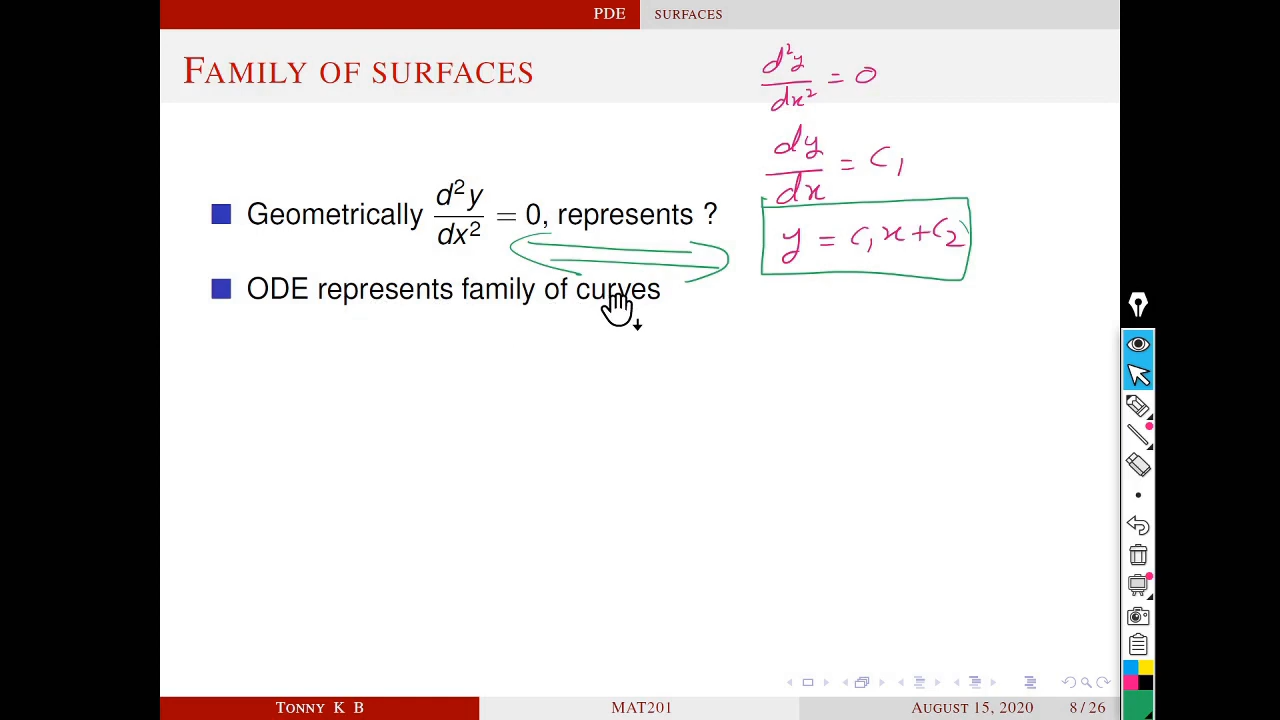 PDE SURFACES
FAMILY OF SURFACES
d²y/dx² = 0
dy/dx = C₁
y = C₁x + C₂
Geometrically d²y/dx² = 0, represents ?
ODE represents family of curves
TONNY K B MAT201 AUGUST 15, 2020 8 / 26